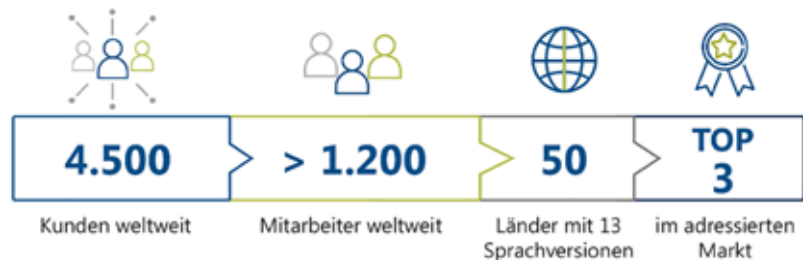 4.500
Kunden weltweit
> 1.200
Mitarbeiter weltweit
50
Länder mit 13
Sprachversionen
TOP
3
im adressierten
Markt